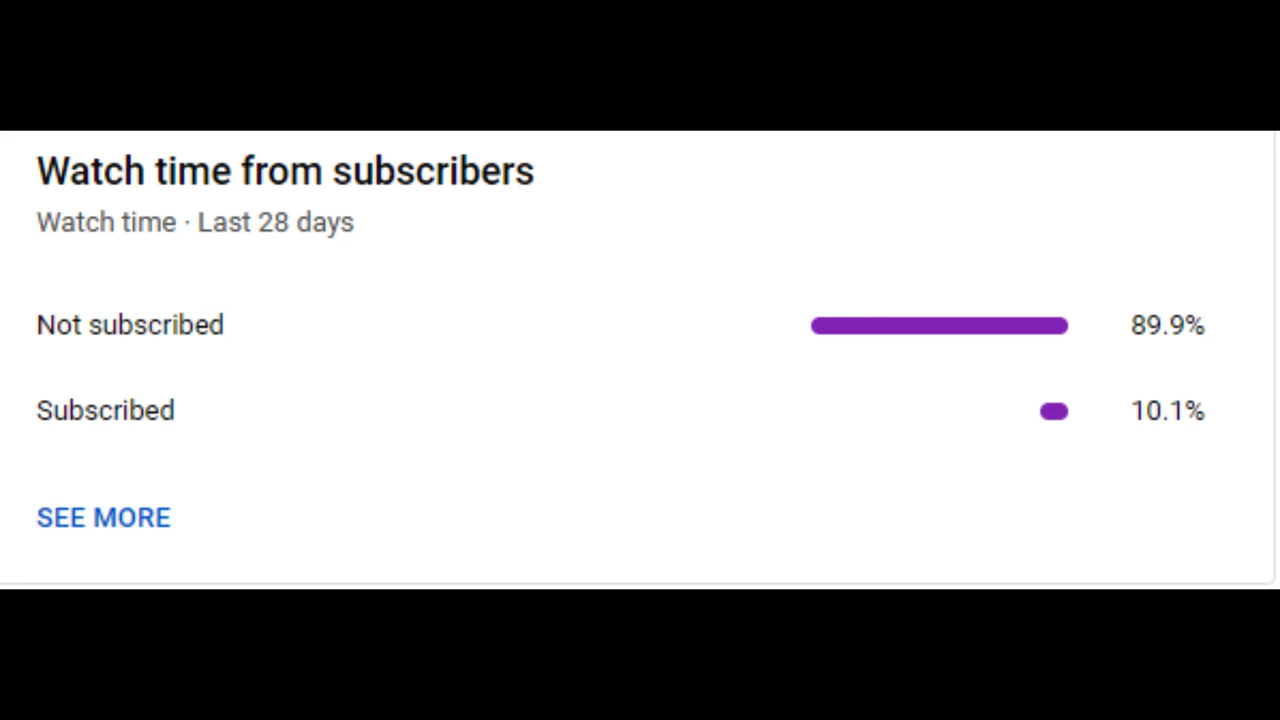 Watch time from subscribers
Watch time · Last 28 days
Not subscribed 89.9%
Subscribed 10.1%
SEE MORE